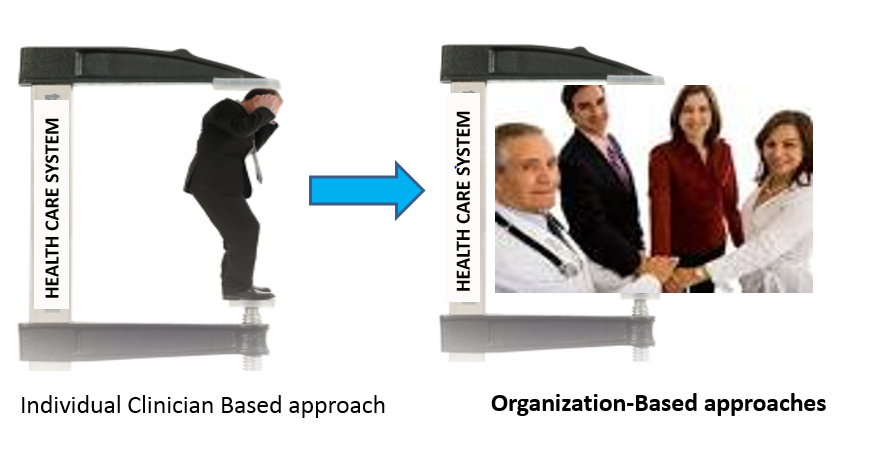 HEALTH CARE SYSTEM
HEALTH CARE SYSTEM
Individual Clinician Based approach
Organization-Based approaches